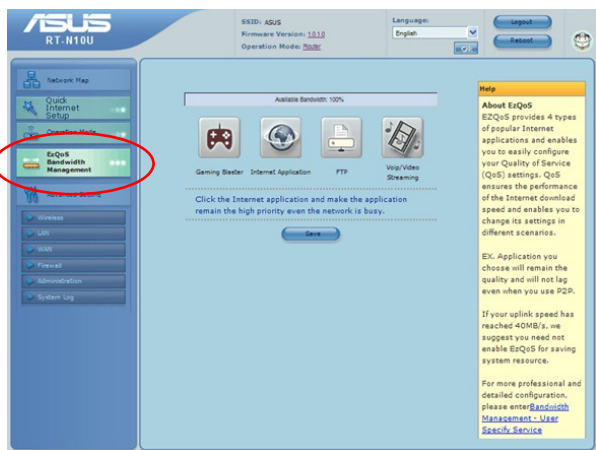 ASUS
RT-N10U
SSID: ASUS
Firmware Version: 1.0.1.0
Operation Mode: Router
Language:
English
Logout
Reboot
Network Map
Quick
Internet
Setup
Operation Mode
EzQoS
Bandwidth
Management
Advanced Setting
Wireless
LAN
WAN
Firewall
Administration
System Log
Available Bandwidth: 100%
Gaming Blaster
Internet Application
FTP
Voip/Video
Streaming
Click the Internet application and make the application
remain the high priority even the network is busy.
Save
Help
About EzQoS
EZQoS provides 4 types
of popular Internet
applications and enables
you to easily configure
your Quality of Service
(QoS) settings. QoS
ensures the performance
of the Internet download
speed and enables you to
change its settings in
different scenarios.
EX. Application you
choose will remain the
quality and will not lag
even when you use P2P.
If your uplink speed has
reached 40MB/s, we
suggest you need not
enable EzQoS for saving
system resource.
For more professional and
detailed configuration,
please enterBandwidth
Management - User
Specify Service